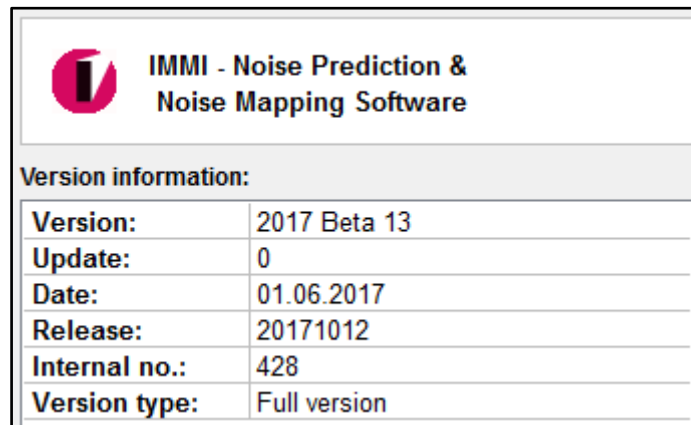 IMMI - Noise Prediction &
Noise Mapping Software
Version information:
Version: 2017 Beta 13
Update: 0
Date: 01.06.2017
Release: 20171012
Internal no.: 428
Version type: Full version